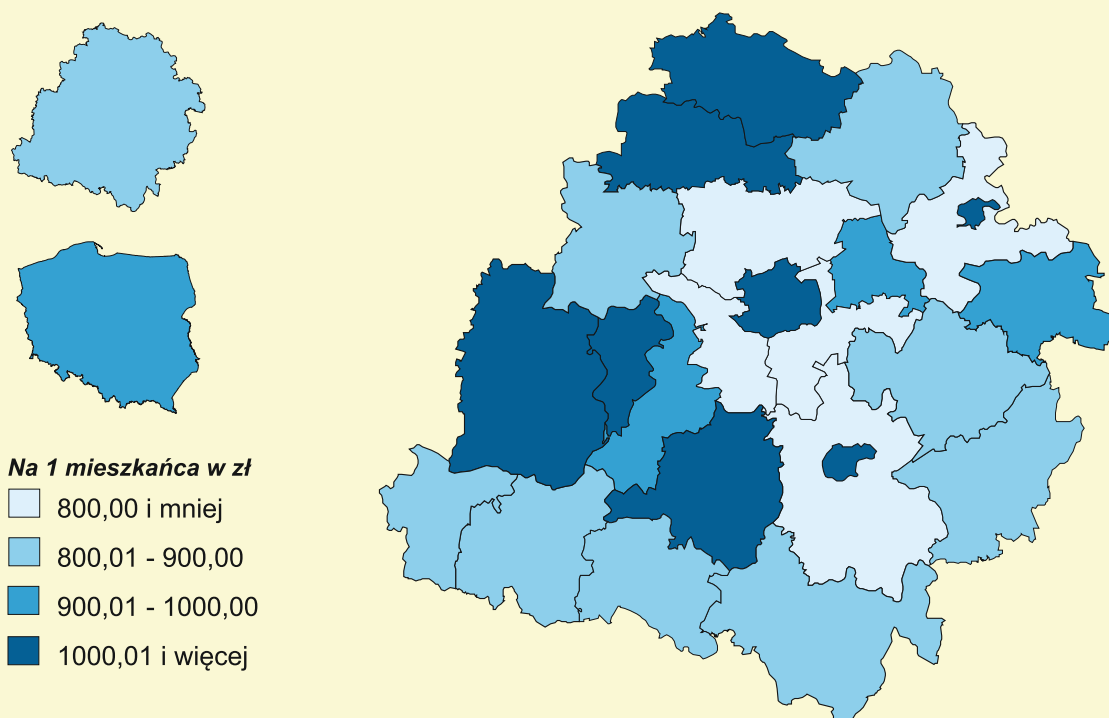 Na 1 mieszkańca w zł
800,00 i mniej
800,01 - 900,00
900,01 - 1000,00
1000,01 i więcej